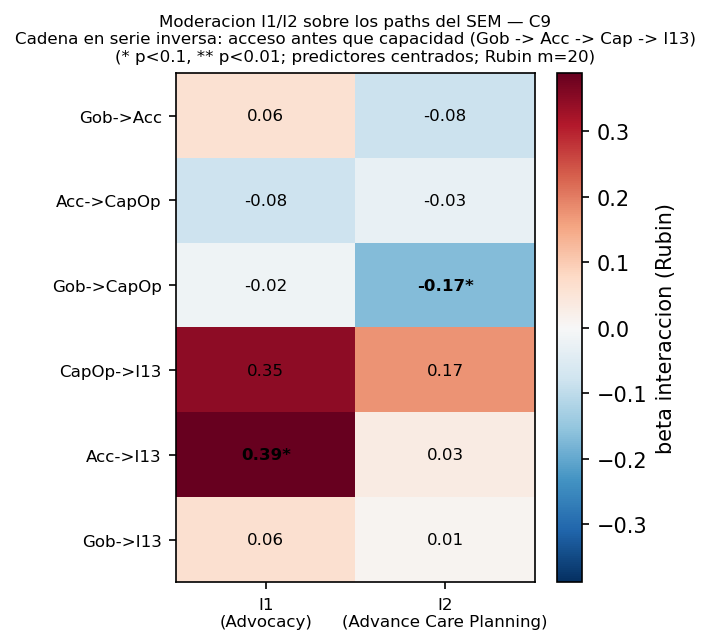 Moderacion I1/I2 sobre los paths del SEM — C9
Cadena en serie inversa: acceso antes que capacidad (Gob -> Acc -> Cap -> I13)
(* p<0.1, ** p<0.01; predictores centrados; Rubin m=20)
Gob->Acc 0.06 -0.08
Acc->CapOp -0.08 -0.03
Gob->CapOp -0.02 -0.17*
CapOp->I13 0.35 0.17
Acc->I13 0.39* 0.03
Gob->I13 0.06 0.01
I1 I2
(Advocacy) (Advance Care Planning)
0.3
0.2
0.1
0.0
−0.1
−0.2
−0.3
beta interaccion (Rubin)